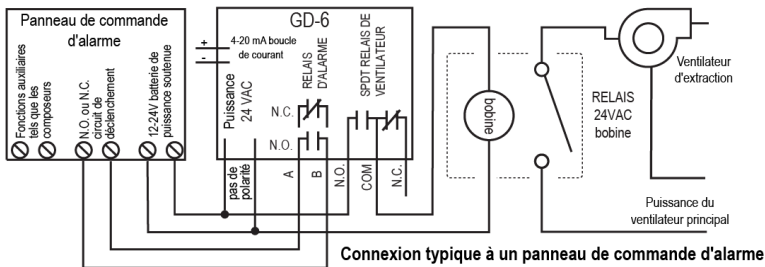 Panneau de commande
d'alarme
Fonctions auxiliaires
tels que les
composeurs
N.O. ou N.C.
circuit de
déclenchement
12-24V batterie de
puissance soutenue
GD-6
+
-
4-20 mA boucle
de courant
Puissance
24 VAC
RELAIS
D'ALARME
N.C.
N.O.
SPDT RELAIS DE
VENTILATEUR
pas de
polarité
A
B
N.O.
COM
N.C.
bobine
RELAIS
24VAC
bobine
Ventilateur
d'extraction
Puissance du
ventilateur principal
Connexion typique à un panneau de commande d'alarme